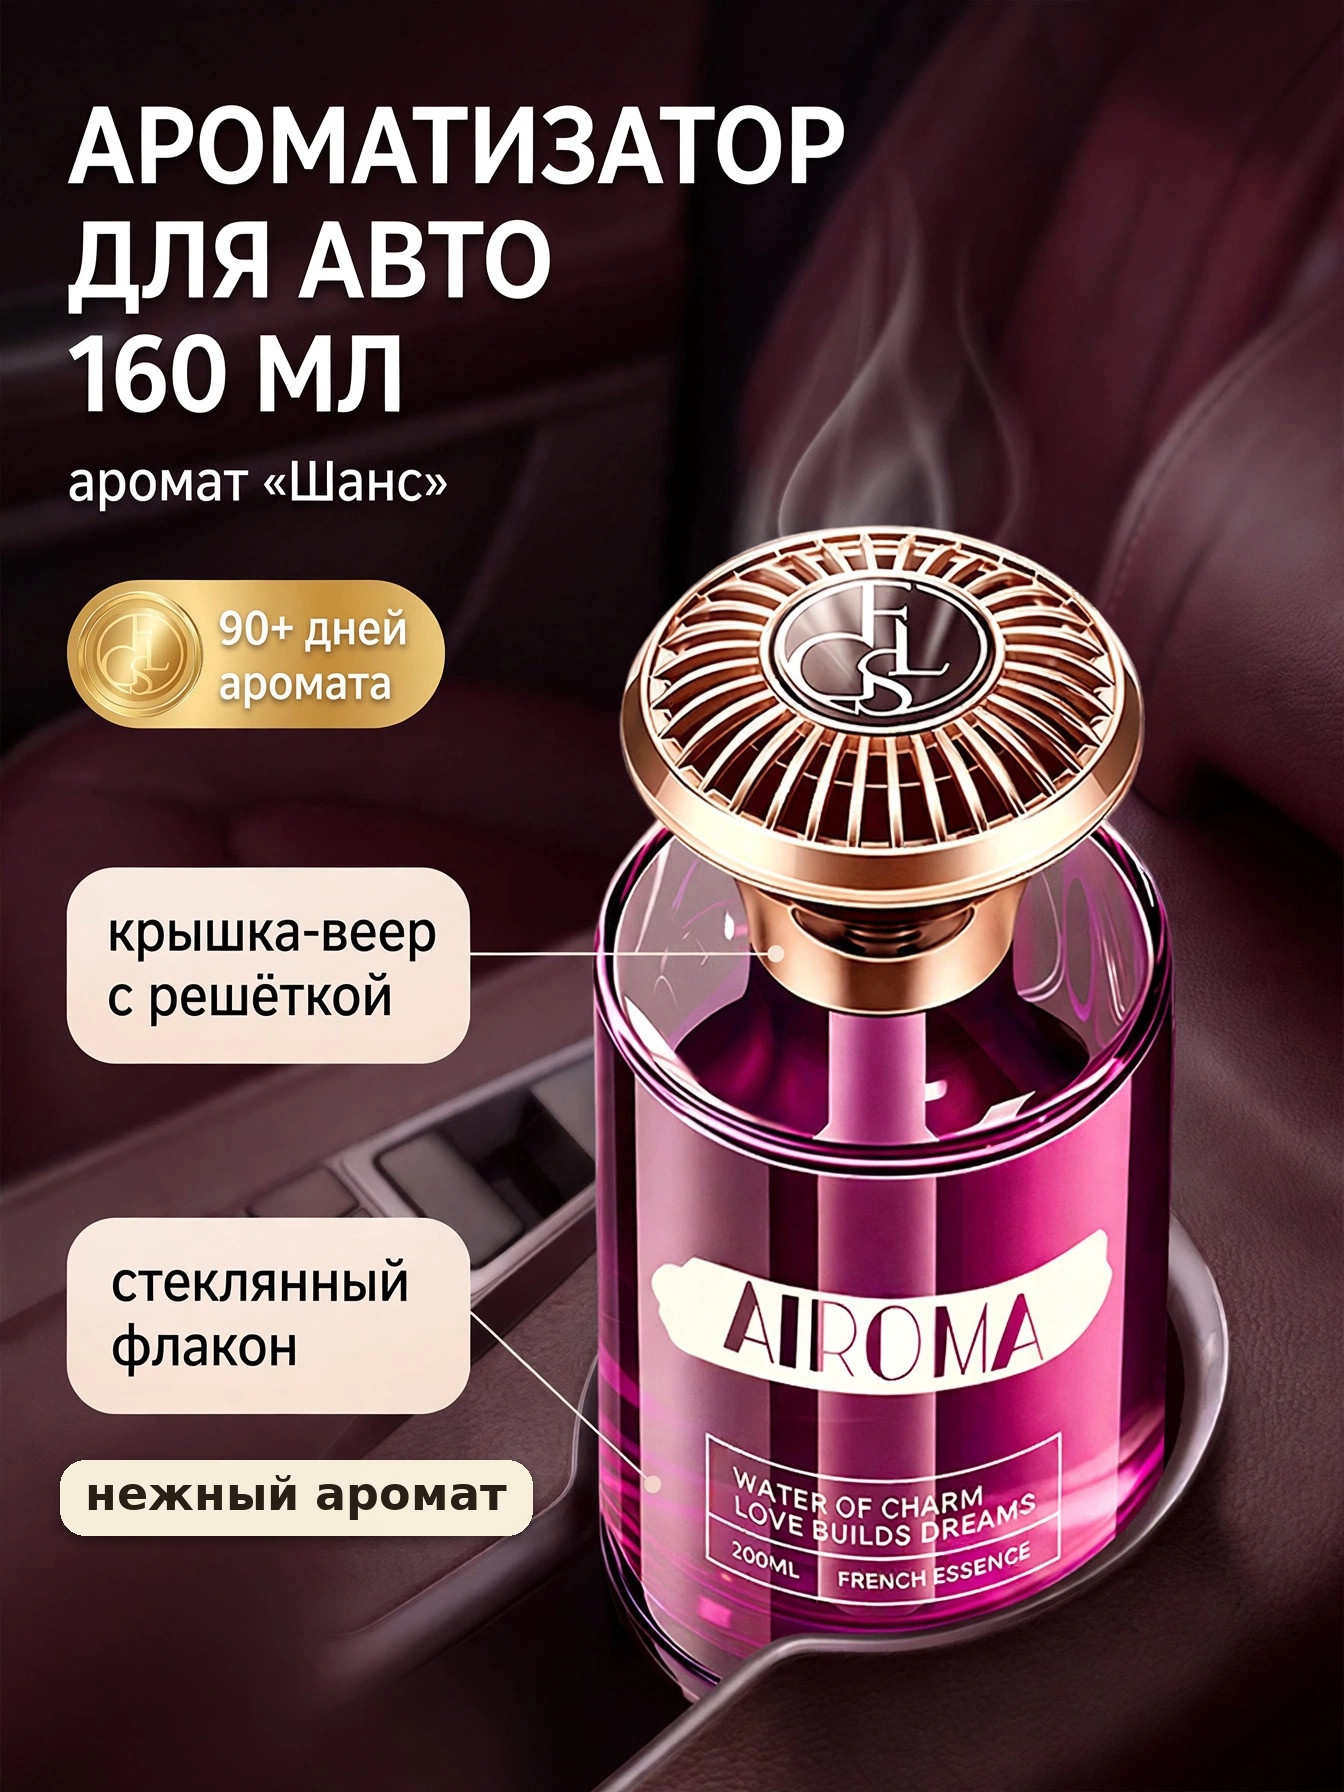 АРОМАТИЗАТОР
ДЛЯ АВТО
160 МЛ
аромат «Шанс»
90+ дней
аромата
крышка-веер
с решёткой
стеклянный
флакон
нежный аромат
AIROMA
WATER OF CHARM
LOVE BUILDS DREAMS
200ML
FRENCH ESSENCE